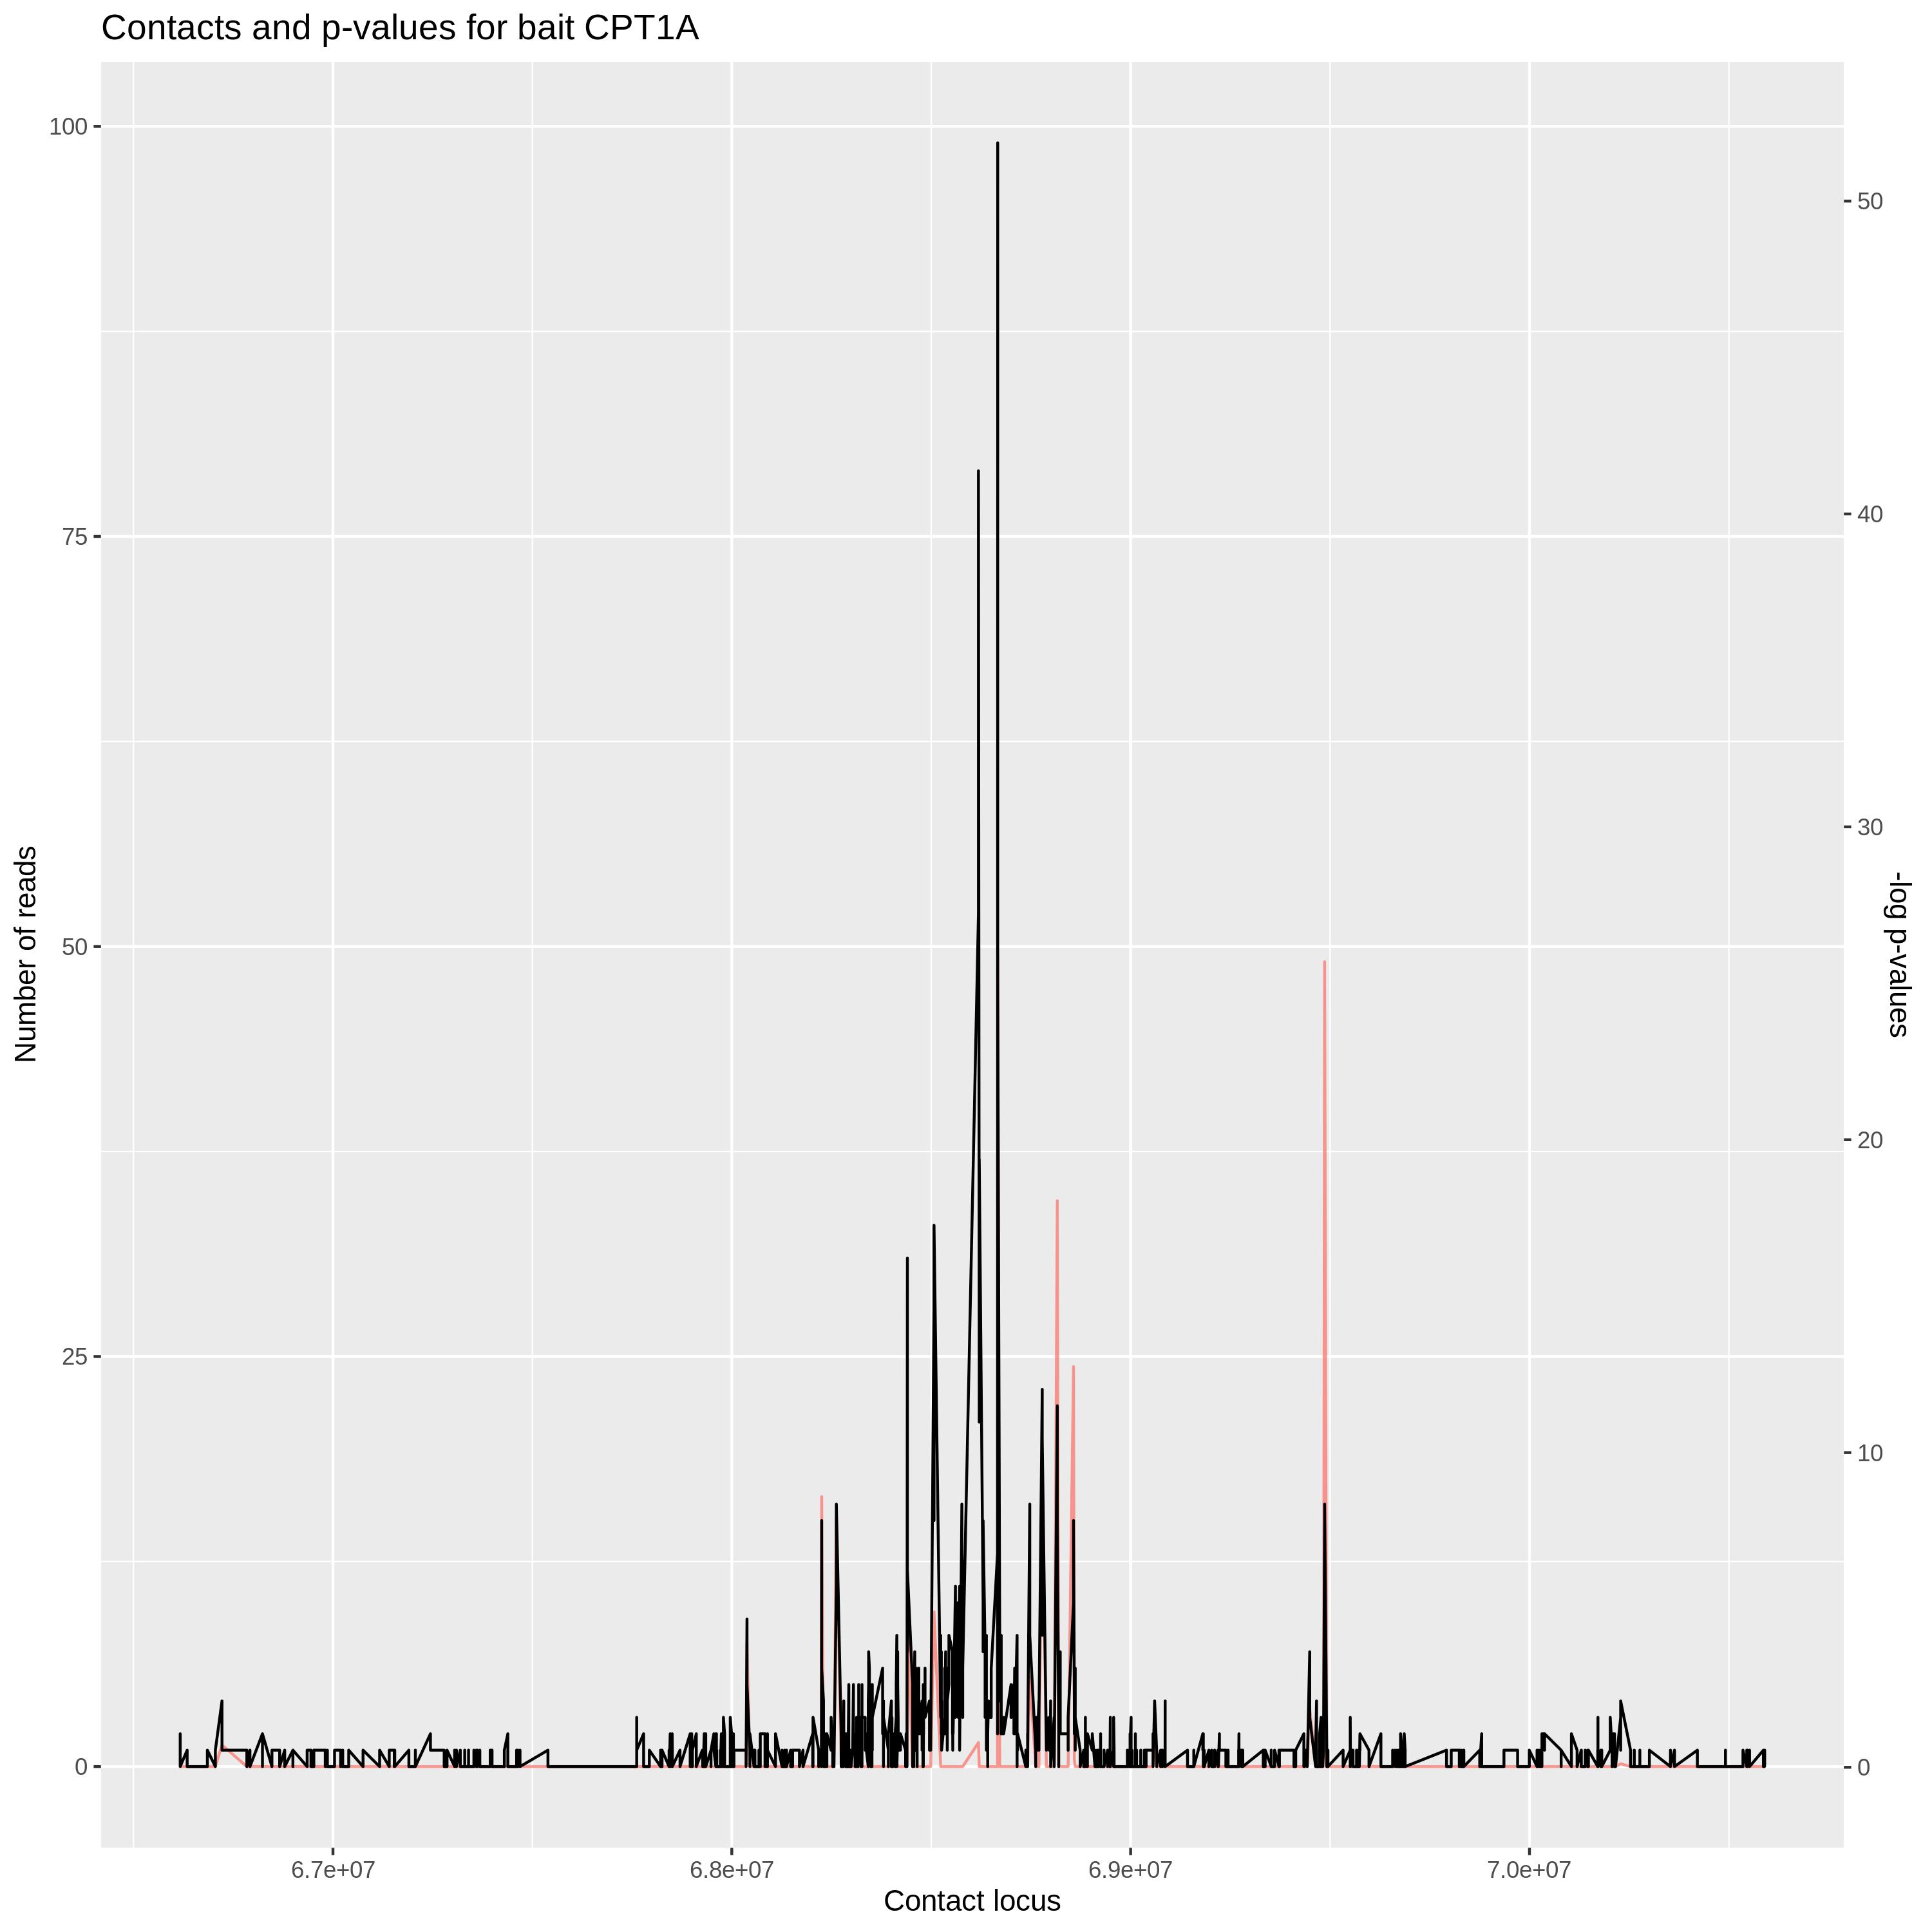 Contacts and p-values for bait CPT1A
100
75
50
25
0
Number of reads
50
40
30
20
10
0
-log p-values
6.7e+07
6.8e+07
6.9e+07
7.0e+07
Contact locus